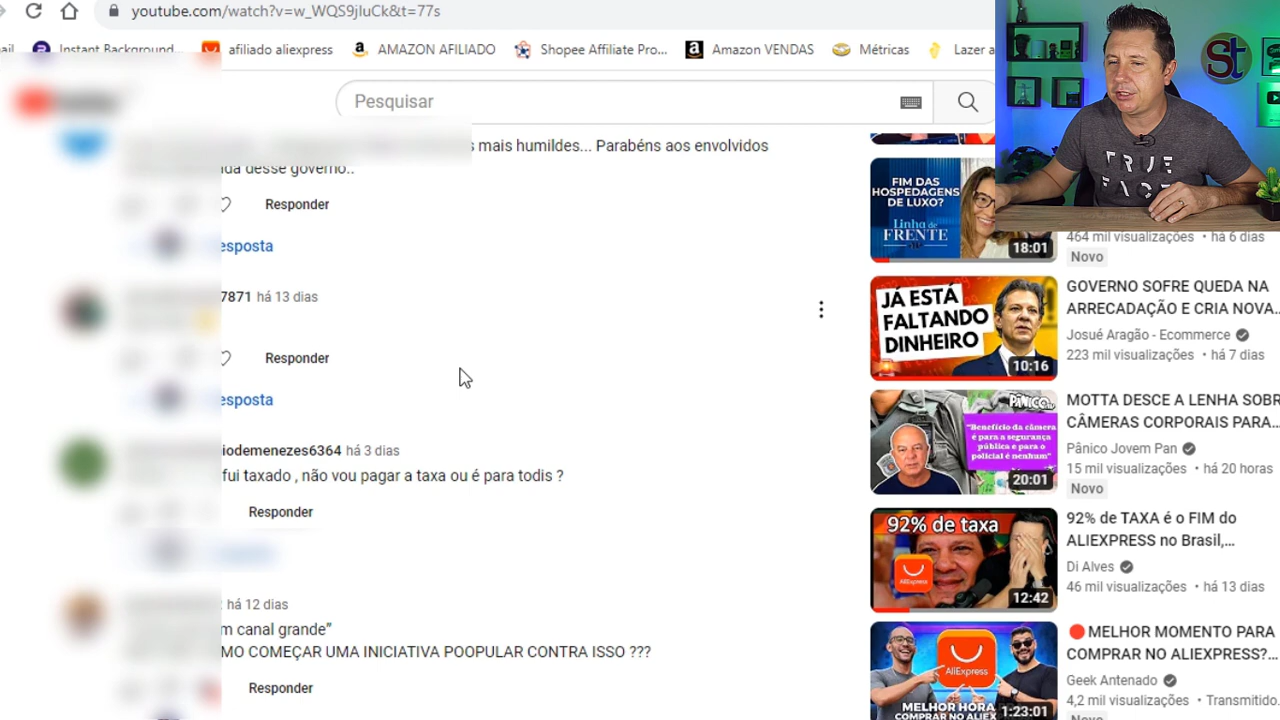 youtube.com/watch?v=w_WQS9jIuCk&t=77s
ail Instant Background afiliado aliexpress AMAZON AFILIADO Shopee Affiliate Pro... Amazon VENDAS Métricas Lazer a
Pesquisar
s mais humildes... Parabéns aos envolvidos
da desse governo..
Responder
esposta
7871 há 13 dias
Responder
esposta
iodemenezes6364 há 3 dias
fui taxado , não vou pagar a taxa ou é para todis ?
Responder
: há 12 dias
m canal grande”
MO COMEÇAR UMA INICIATIVA POOPULAR CONTRA ISSO ???
Responder
St
TRUE
FACE
FIM DAS
HOSPEDAGENS
DE LUXO?
Linha de
FRENTE
18:01
464 mil visualizações • há 6 dias
Novo
JÁ ESTÁ
FALTANDO
DINHEIRO
10:16
GOVERNO SOFRE QUEDA NA
ARRECADAÇÃO E CRIA NOVA...
Josué Aragão - Ecommerce
223 mil visualizações • há 7 dias
PÂNICO
"Benefício da câmera
é para a segurança
pública e para o
policial é nenhum"
20:01
MOTTA DESCE A LENHA SOBR
CÂMERAS CORPORAIS PARA...
Pânico Jovem Pan
15 mil visualizações • há 20 horas
Novo
92% de taxa
AliExpress
12:42
92% de TAXA é o FIM do
ALIEXPRESS no Brasil,...
Di Alves
46 mil visualizações • há 13 dias
AliExpress
MELHOR HORA
COMPRAR NO ALIEX
1:23:01
MELHOR MOMENTO PARA
COMPRAR NO ALIEXPRESS?...
Geek Antenado
4,2 mil visualizações • Transmitido
Novo